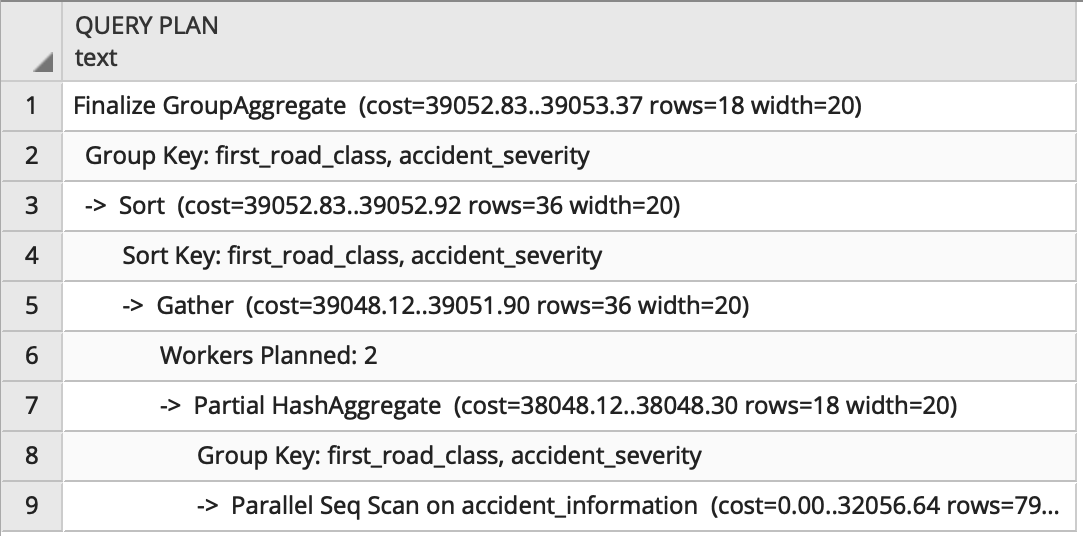 QUERY PLAN
text
1 Finalize GroupAggregate (cost=39052.83..39053.37 rows=18 width=20)
2 Group Key: first_road_class, accident_severity
3 -> Sort (cost=39052.83..39052.92 rows=36 width=20)
4 Sort Key: first_road_class, accident_severity
5 -> Gather (cost=39048.12..39051.90 rows=36 width=20)
6 Workers Planned: 2
7 -> Partial HashAggregate (cost=38048.12..38048.30 rows=18 width=20)
8 Group Key: first_road_class, accident_severity
9 -> Parallel Seq Scan on accident_information (cost=0.00..32056.64 rows=79...